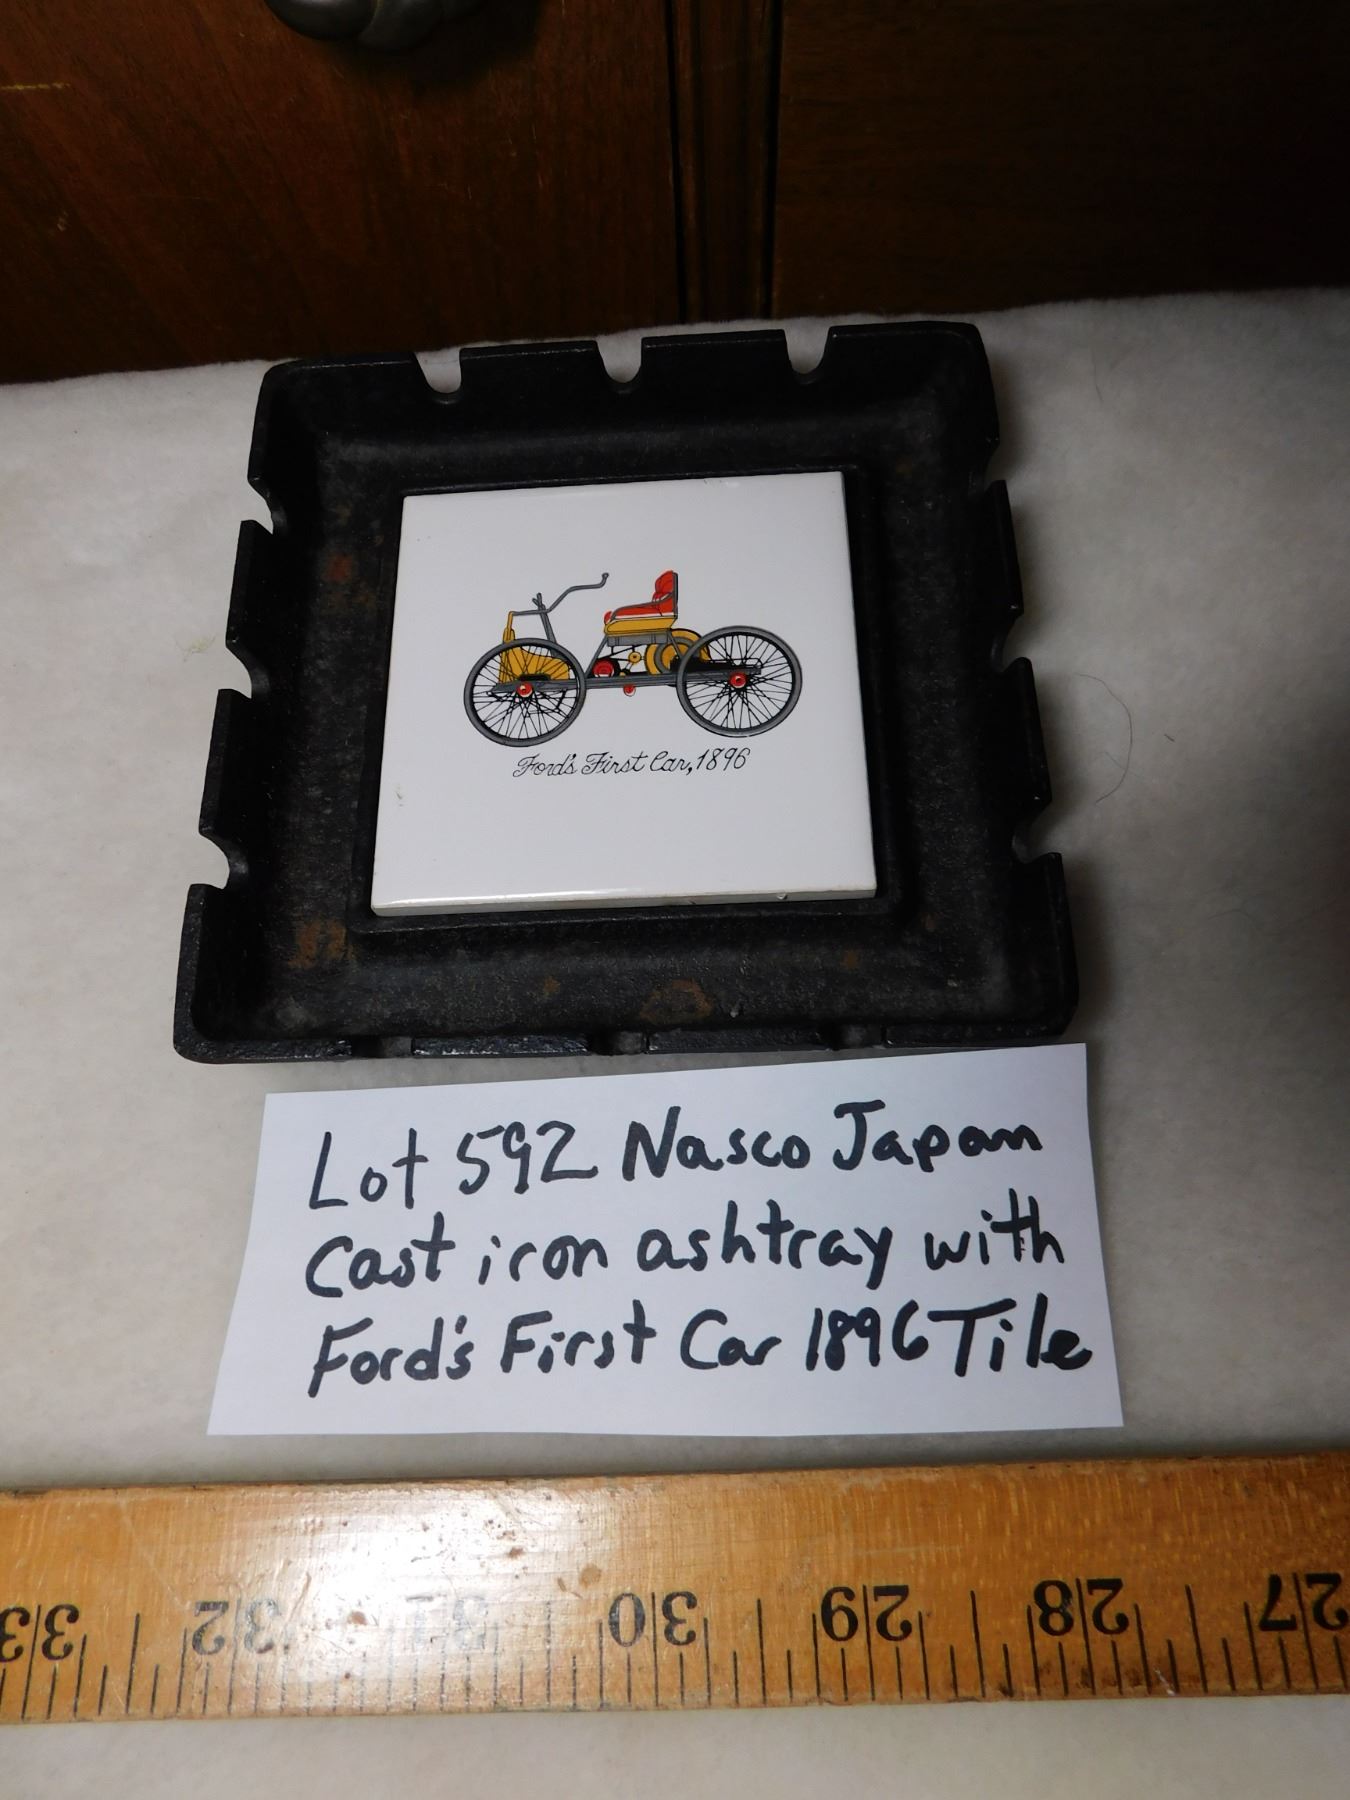 Ford's First Car, 1896
Lot 592 Nasco Japan
Cast iron ashtray with
Ford's First Car 1896 Tile
33 32 31 30 29 28 27